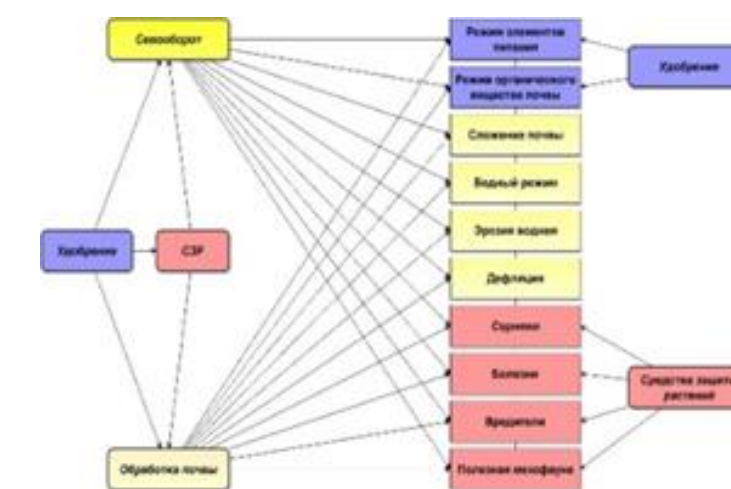 Севооборот
Режим элементов
питания
Удобрение
Режим органического
вещества почвы
Сложение почвы
Водный режим
Удобрение
СЗР
Эрозия водная
Дефляция
Сорняки
Болезни
Средства защиты
растений
Вредители
Обработка почвы
Полезная мезофауна